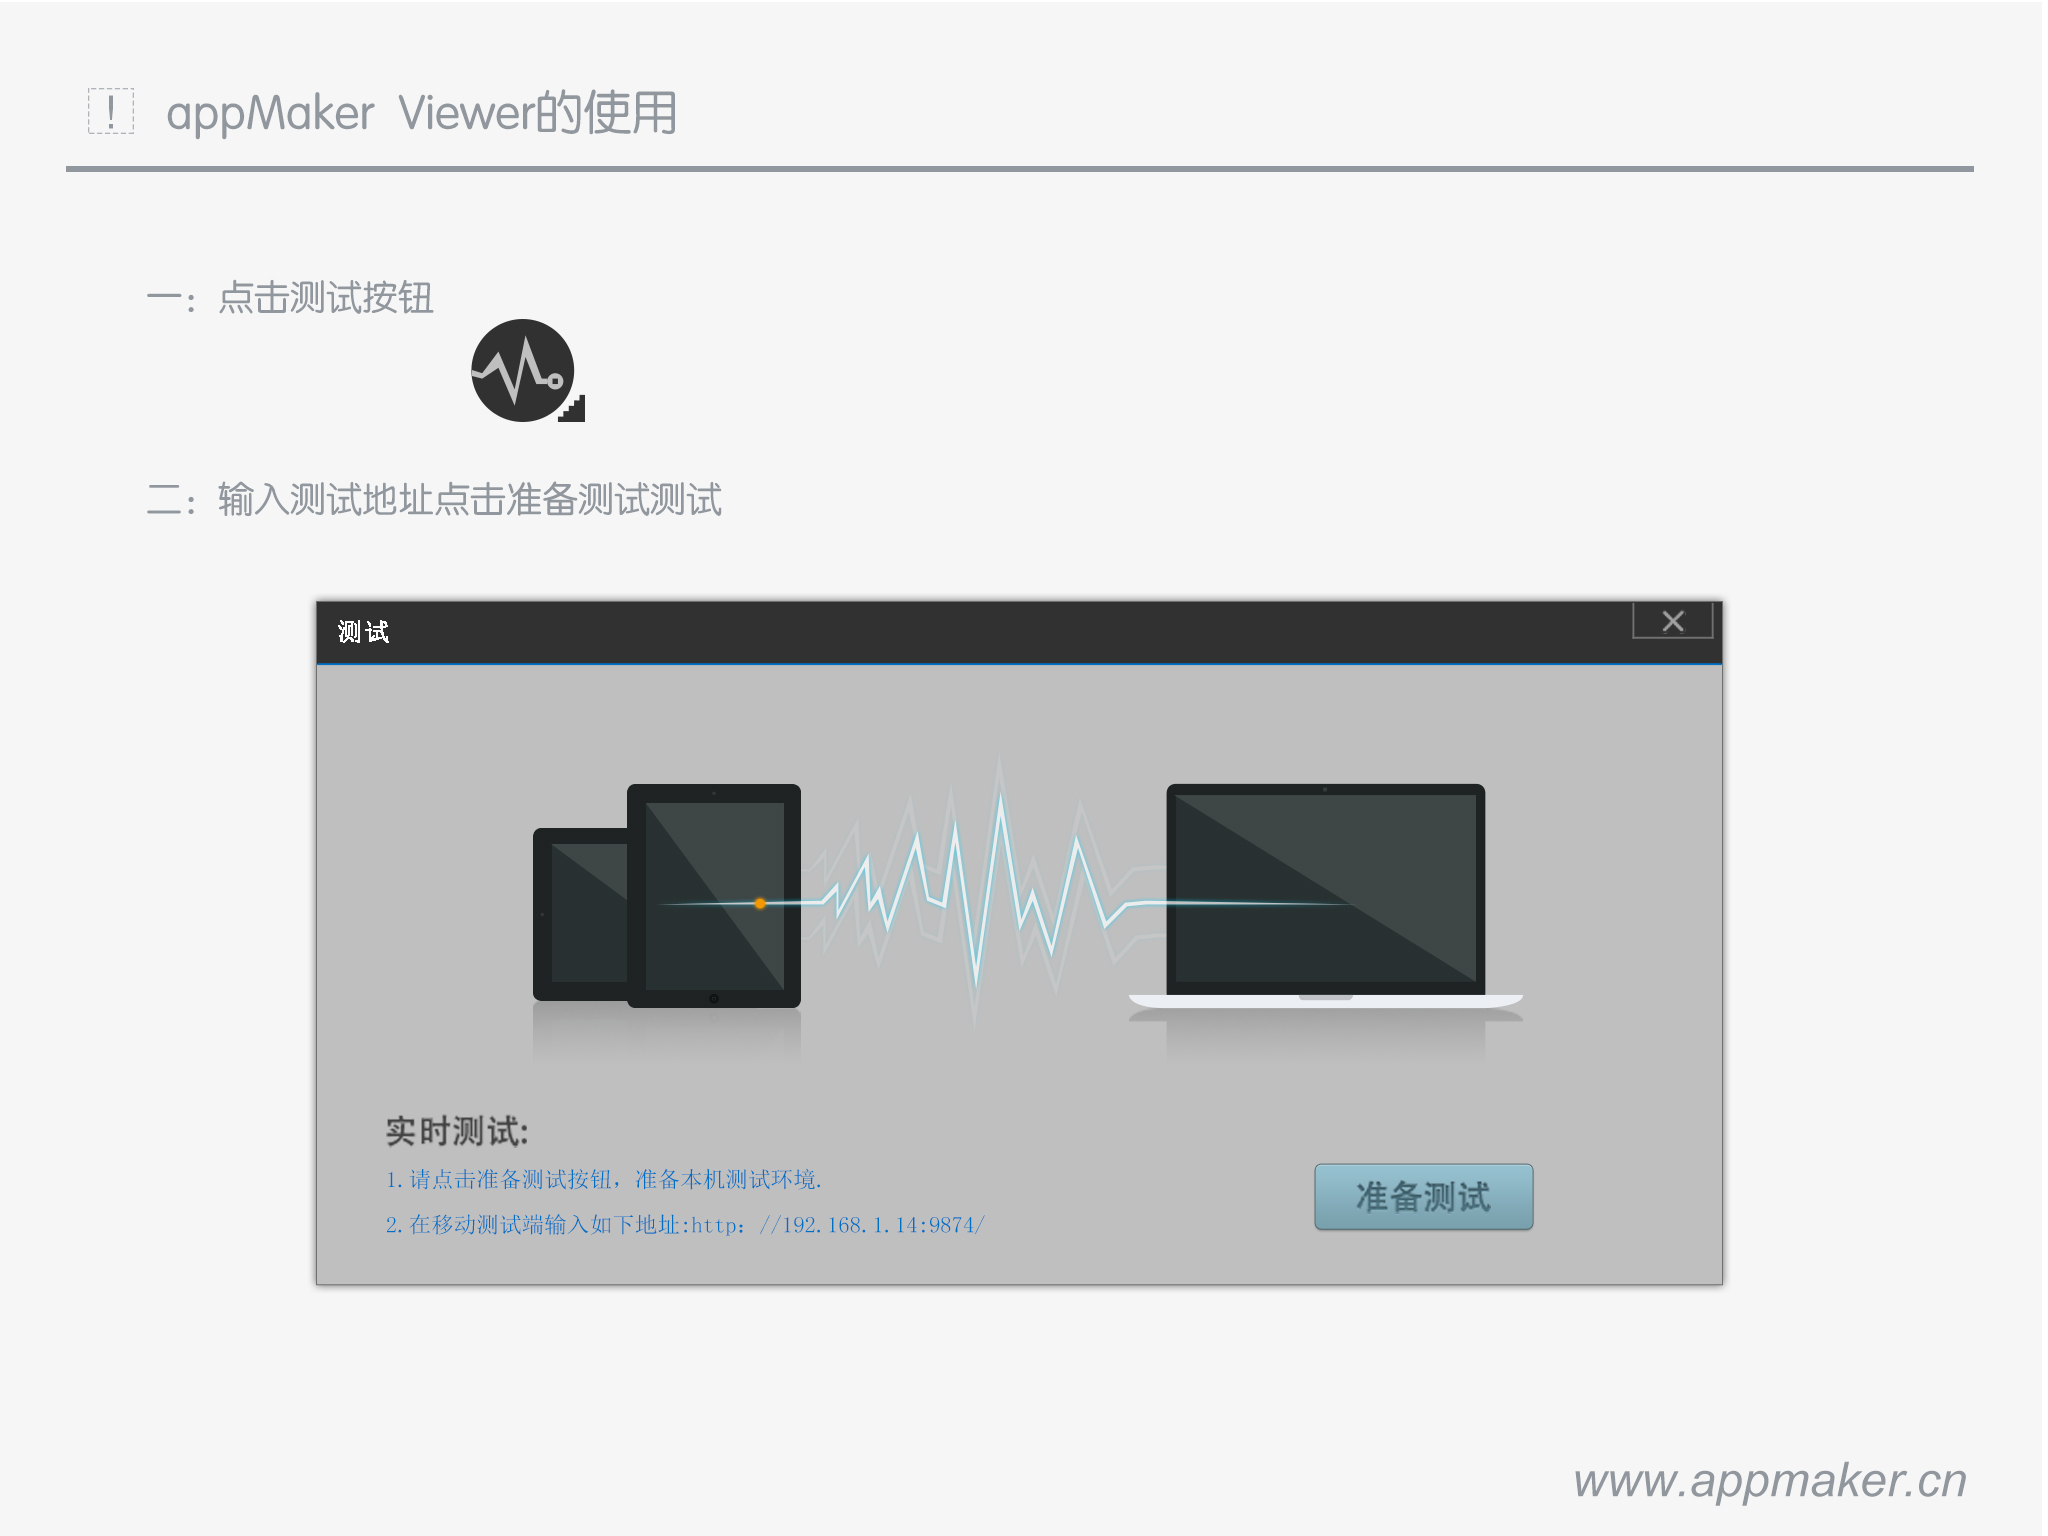 ! appMaker Viewer的使用
一：点击测试按钮
二：输入测试地址点击准备测试测试
测试
实时测试:
1.请点击准备测试按钮，准备本机测试环境.
准备测试
2.在移动测试端输入如下地址:http：//192.168.1.14:9874/
www.appmaker.cn